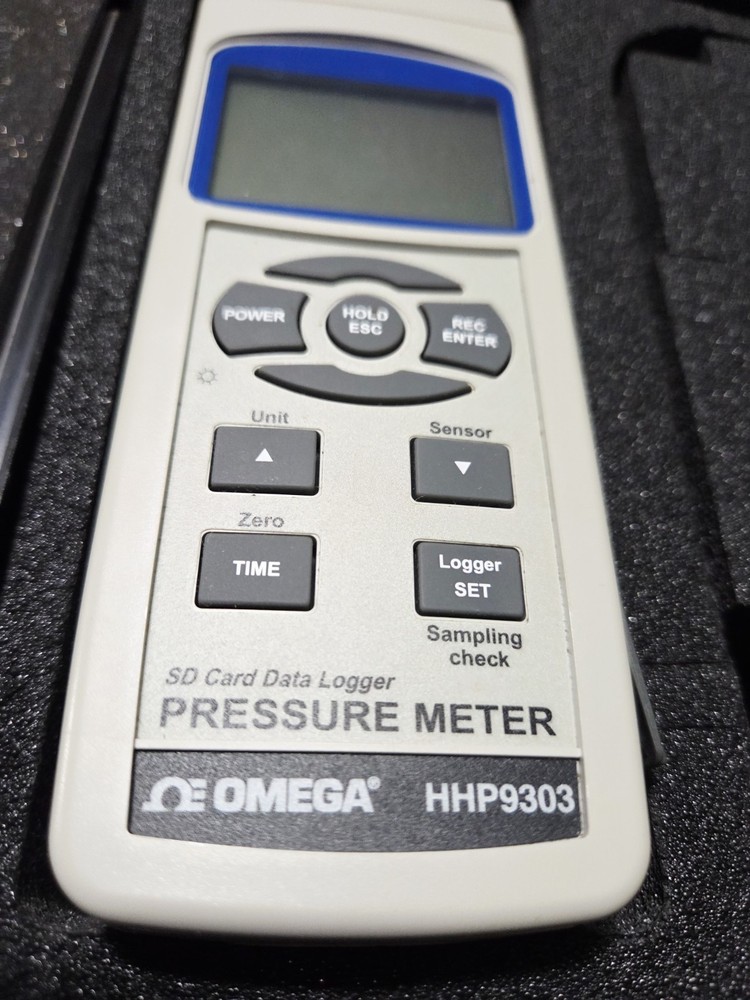 POWER
HOLD
ESC
REC
ENTER
Unit
Sensor
Zero
TIME
Logger
SET
Sampling
check
SD Card Data Logger
PRESSURE METER
ΩE OMEGA® HHP9303